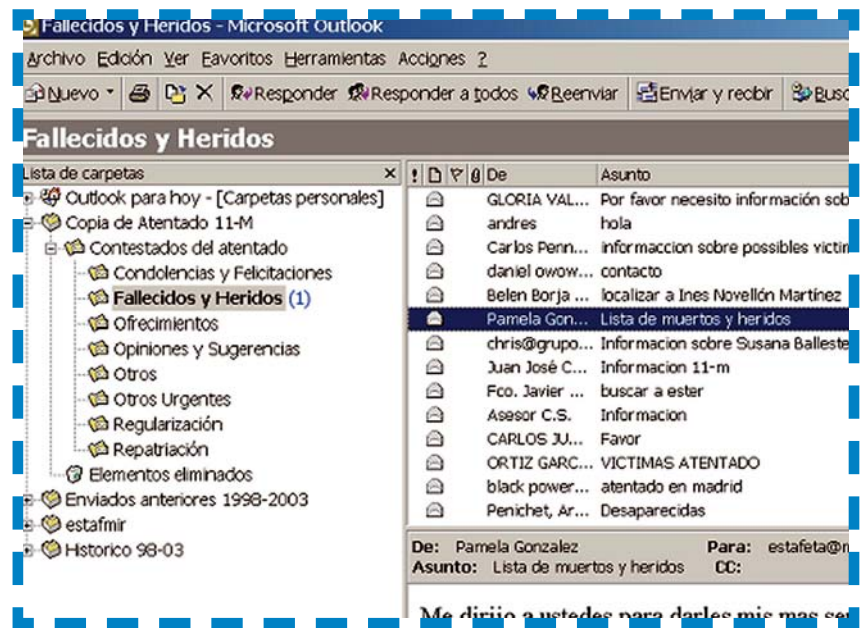 Fallecidos y Heridos - Microsoft Outlook
Archivo Edición Ver Favoritos Herramientas Acciones ?
Nuevo Responder Responder a todos Reenviar Enviar y recibir Busc
Fallecidos y Heridos
Lista de carpetas
Outlook para hoy - [Carpetas personales]
Copia de Atentado 11-M
Contestados del atentado
Condolencias y Felicitaciones
Fallecidos y Heridos (1)
Ofrecimientos
Opiniones y Sugerencias
Otros
Otros Urgentes
Regularización
Repatriación
Elementos eliminados
Enviados anteriores 1998-2003
estafmir
Historico 98-03
De Asunto
GLORIA VAL... Por favor necesito información sob
andres hola
Carlos Penn... informaccion sobre possibles victim
daniel owow... contacto
Belen Borja ... localizar a Ines Novellón Martínez
Pamela Gon... Lista de muertos y heridos
chris@grupo... Informacion sobre Susana Balleste
Juan José C... Informacion 11-m
Fco. Javier ... buscar a ester
Asesor C.S. Informacion
CARLOS JU... Favor
ORTIZ GARC... VICTIMAS ATENTADO
black power... atentado en madrid
Penichet, Ar... Desaparecidas
De: Pamela Gonzalez Para: estafeta@
Asunto: Lista de muertos y heridos CC:
Me dirijo a ustedes para darles mis mas